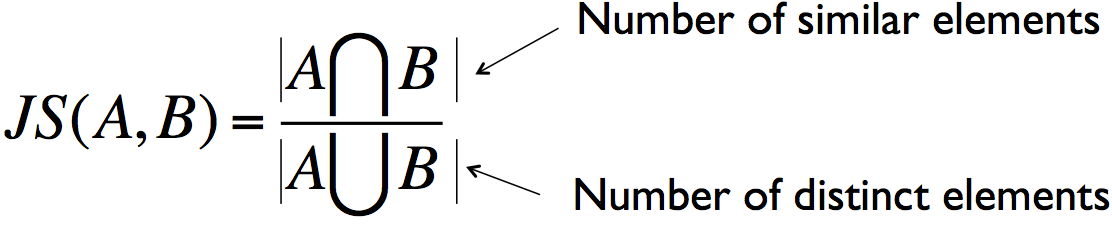 Number of similar elements
JS(A,B) = |A⋂B| / |A⋃B|
Number of distinct elements